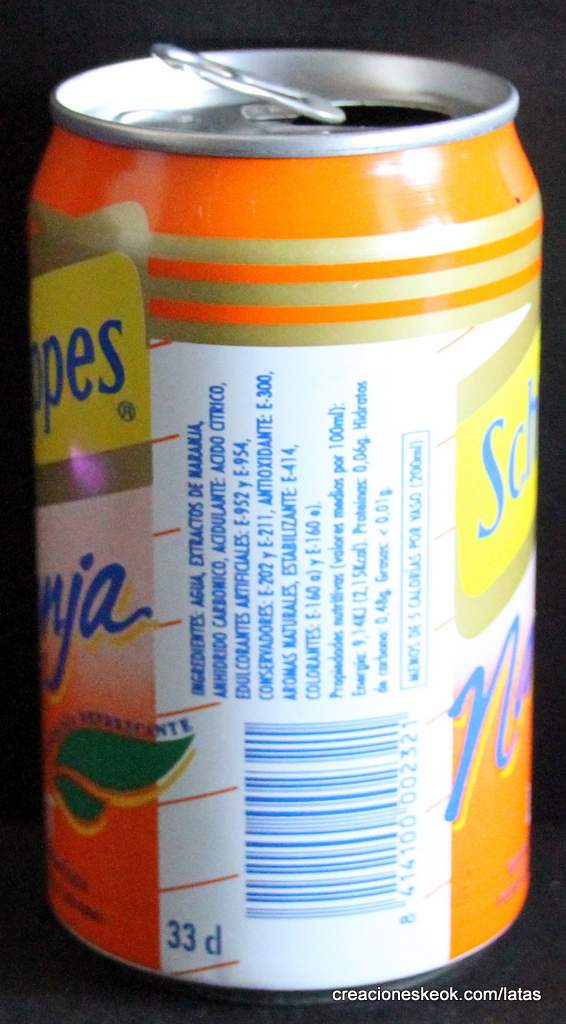 ppes®
nja
EFERVESCENTE
INGREDIENTES: AGUA, EXTRACTOS DE NARANJA,
ANHIDRIDO CARBONICO, ACIDULANTE: ACIDO CITRICO,
EDULCORANTES ARTIFICIALES: E-952 y E-954,
CONSERVADORES: E-202 y E-211, ANTIOXIDANTE: E-300,
AROMAS NATURALES, ESTABILIZANTE: E-414,
COLORANTES: E-160 a) y E-160 e).
Propiedades nutritivas (valores medios por 100ml):
Energía: 9,14KJ (2,15Kcal). Proteínas: 0,06g. Hidratos
de carbono: 0,48g. Grasas: < 0,01g.
MENOS DE 5 CALORIAS POR VASO (200ml)
8 414100 002321
33 cl
Sch
Na
creacioneskeok.com/latas